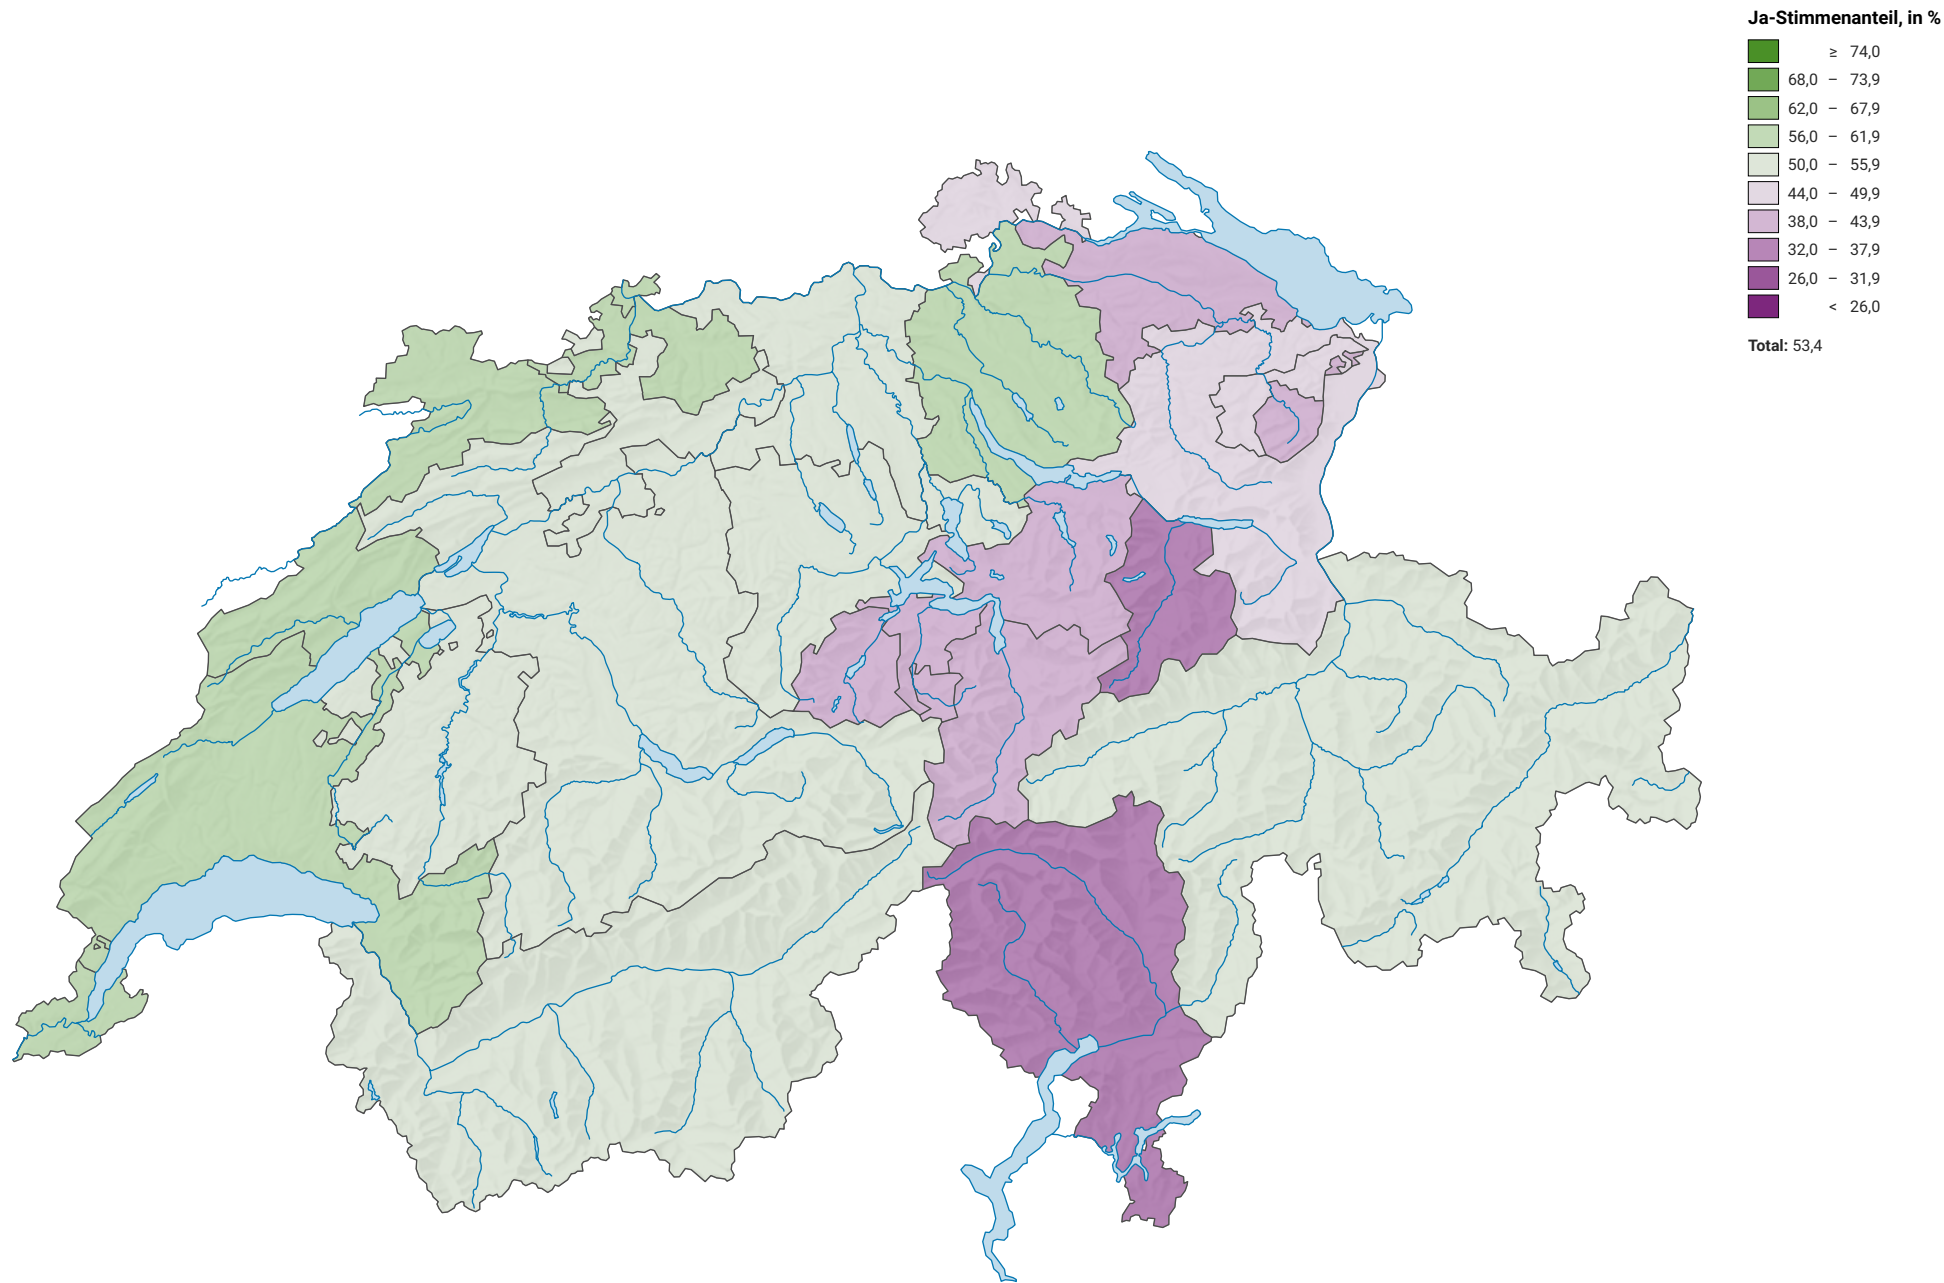 Ja-Stimmenanteil, in %
≥ 74,0
68,0 – 73,9
62,0 – 67,9
56,0 – 61,9
50,0 – 55,9
44,0 – 49,9
38,0 – 43,9
32,0 – 37,9
26,0 – 31,9
< 26,0
Total: 53,4